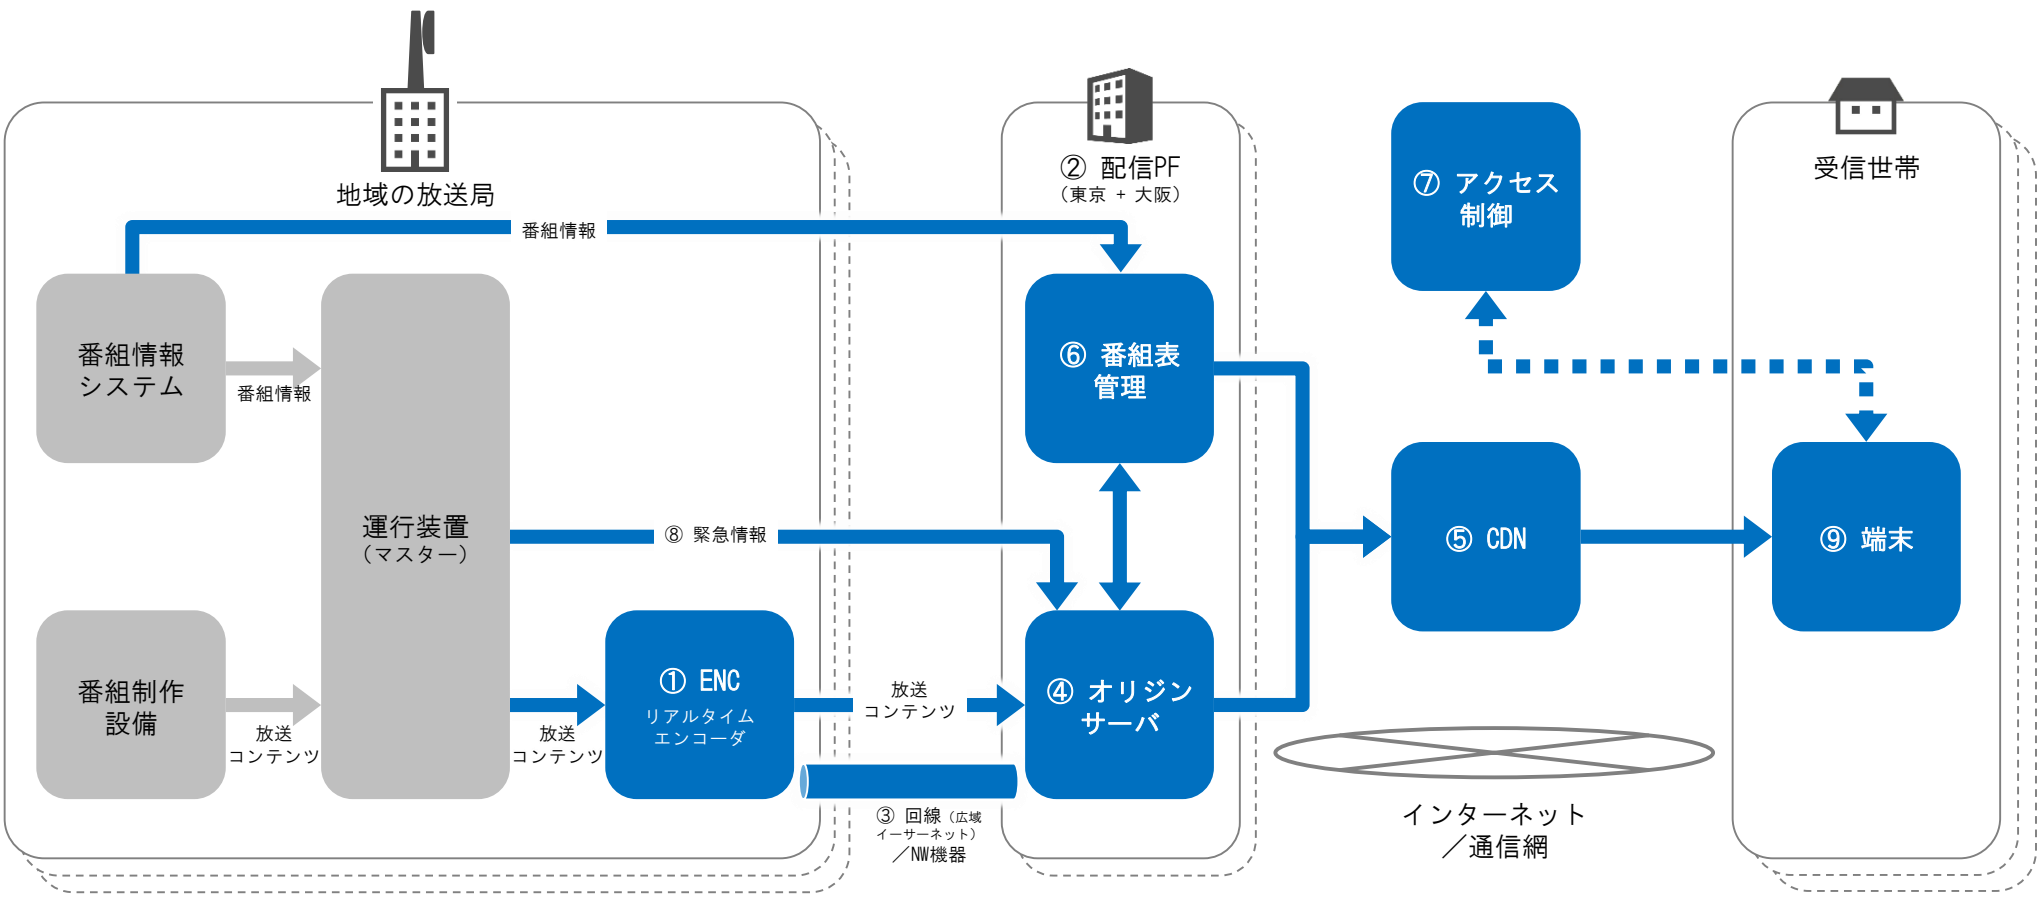 地域の放送局
番組情報
番組情報
システム
番組情報
運行装置
（マスター）
⑧ 緊急情報
番組制作
設備
放送
コンテンツ
放送
コンテンツ
① ENC
リアルタイム
エンコーダ
放送
コンテンツ
③ 回線（広域
イーサーネット）
／NW機器
② 配信PF
（東京 + 大阪）
⑥ 番組表
管理
④ オリジン
サーバ
⑦ アクセス
制御
⑤ CDN
インターネット
／通信網
受信世帯
⑨ 端末